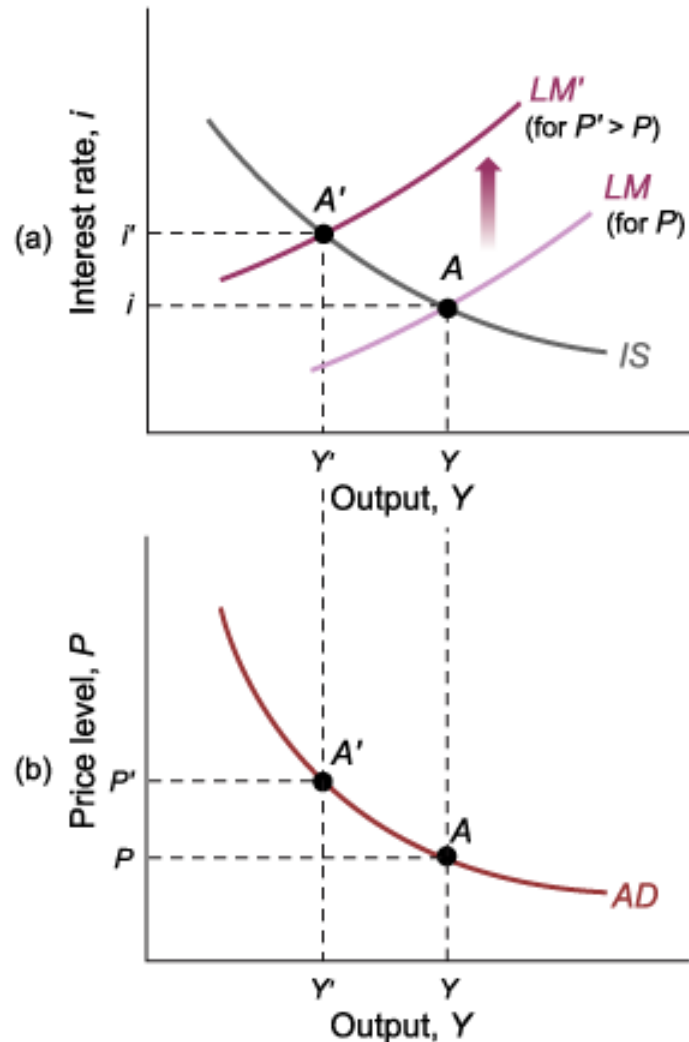 (a)
Interest rate, i
LM'
(for P' > P)
LM
(for P)
A'
A
i'
i
IS
Y'
Y
Output, Y
(b)
Price level, P
A'
A
P'
P
AD
Y'
Y
Output, Y